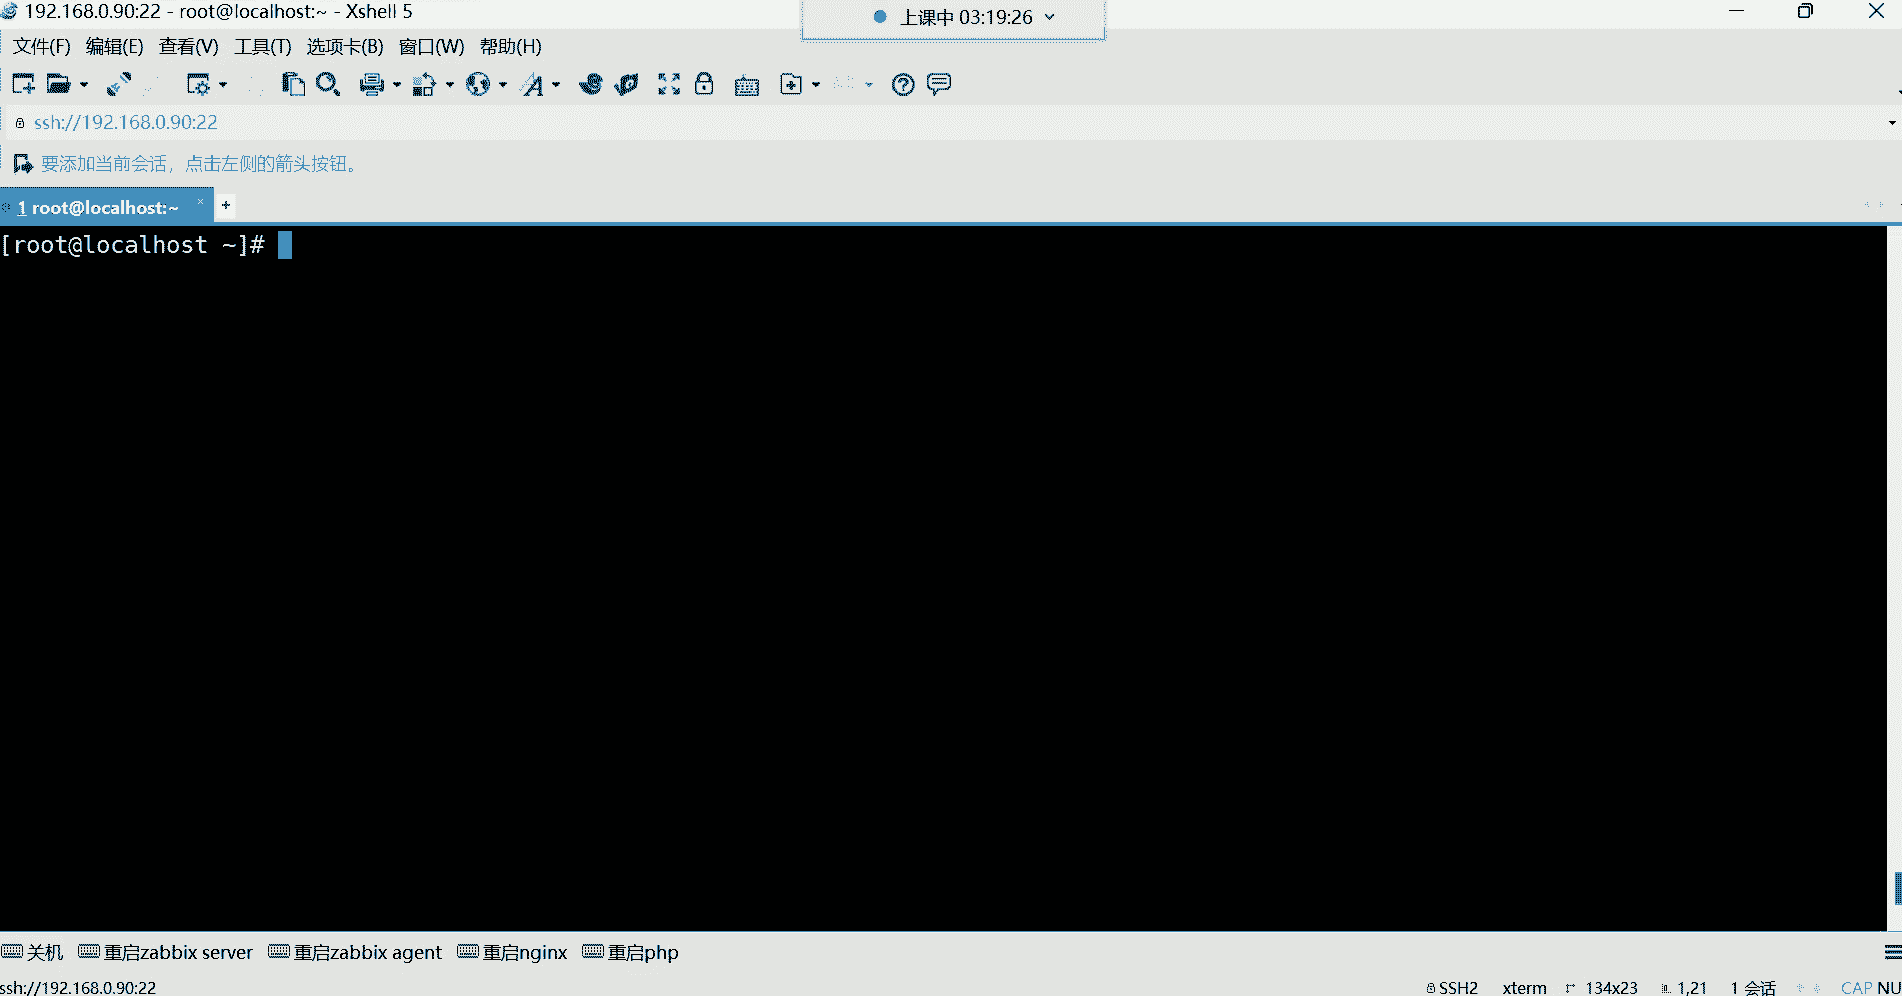 192.168.0.90:22 - root@localhost:~ - Xshell 5
上课中 03:19:26
文件(F) 编辑(E) 查看(V) 工具(T) 选项卡(B) 窗口(W) 帮助(H)
ssh://192.168.0.90:22
要添加当前会话，点击左侧的箭头按钮。
1 root@localhost:~ × +
[root@localhost ~]#
关机 重启zabbix server 重启zabbix agent 重启nginx 重启php
ssh://192.168.0.90:22 SSH2 xterm 134x23 1,21 1 会话 CAP NU